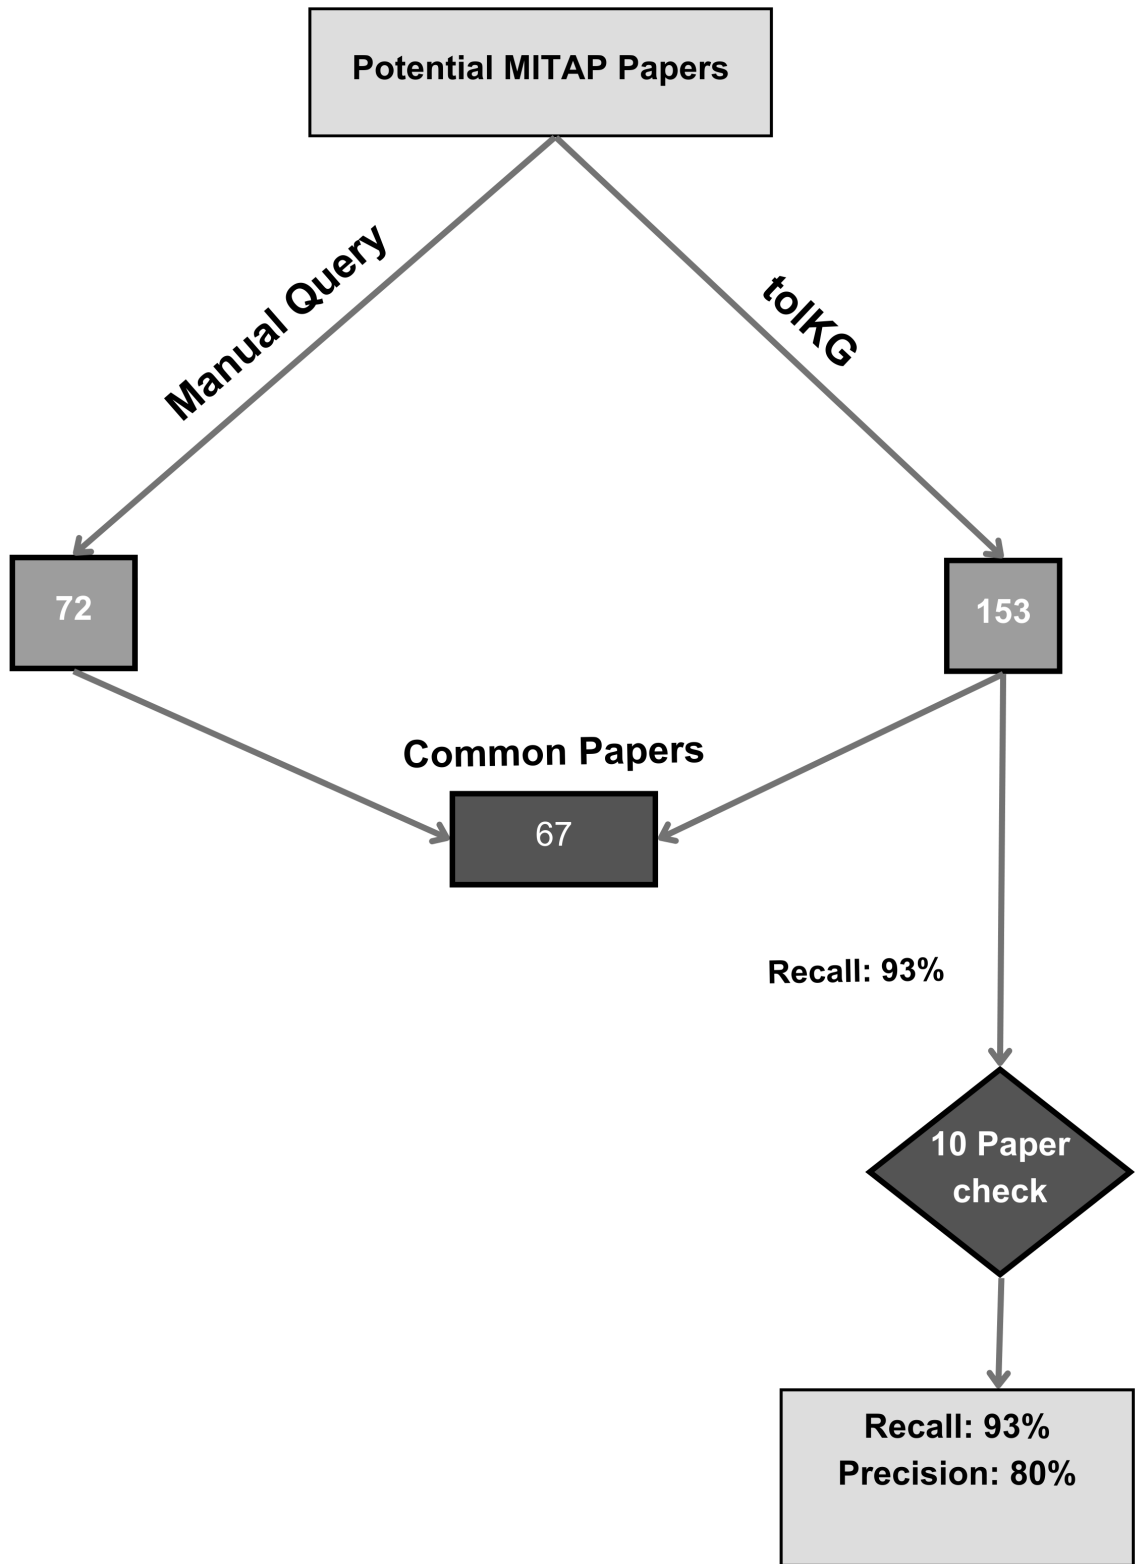 Potential MITAP Papers
Manual Query
tolKG
72
153
Common Papers
67
Recall: 93%
10 Paper
check
Recall: 93%
Precision: 80%